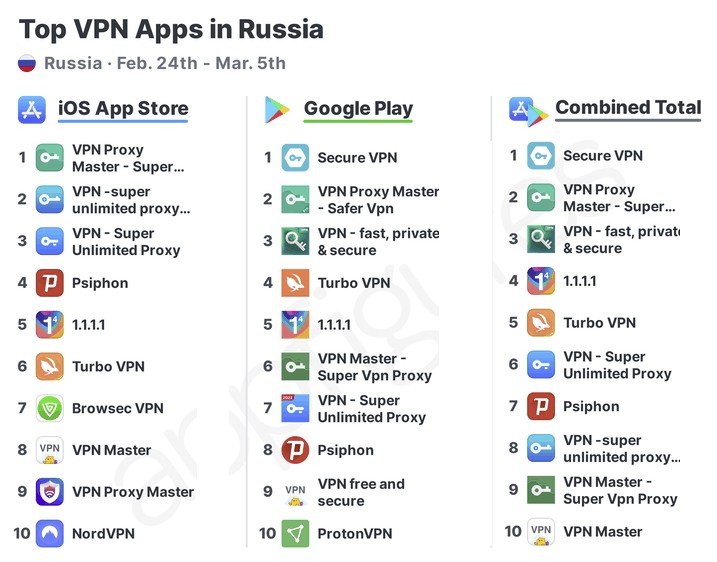 Top VPN Apps in Russia
Russia · Feb. 24th - Mar. 5th
iOS App Store
1 VPN Proxy
Master - Super...
2 VPN -super
unlimited proxy...
3 VPN - Super
Unlimited Proxy
4 Psiphon
5 1.1.1.1
6 Turbo VPN
7 Browsec VPN
8 VPN Master
9 VPN Proxy Master
10 NordVPN
Google Play
1 Secure VPN
2 VPN Proxy Master
- Safer Vpn
3 VPN - fast, private
& secure
4 Turbo VPN
5 1.1.1.1
6 VPN Master -
Super Vpn Proxy
7 VPN - Super
Unlimited Proxy
8 Psiphon
9 VPN free and
secure
10 ProtonVPN
Combined Total
1 Secure VPN
2 VPN Proxy
Master - Super...
3 VPN - fast, private
& secure
4 1.1.1.1
5 Turbo VPN
6 VPN - Super
Unlimited Proxy
7 Psiphon
8 VPN -super
unlimited proxy...
9 VPN Master -
Super Vpn Proxy
10 VPN Master
appfigures